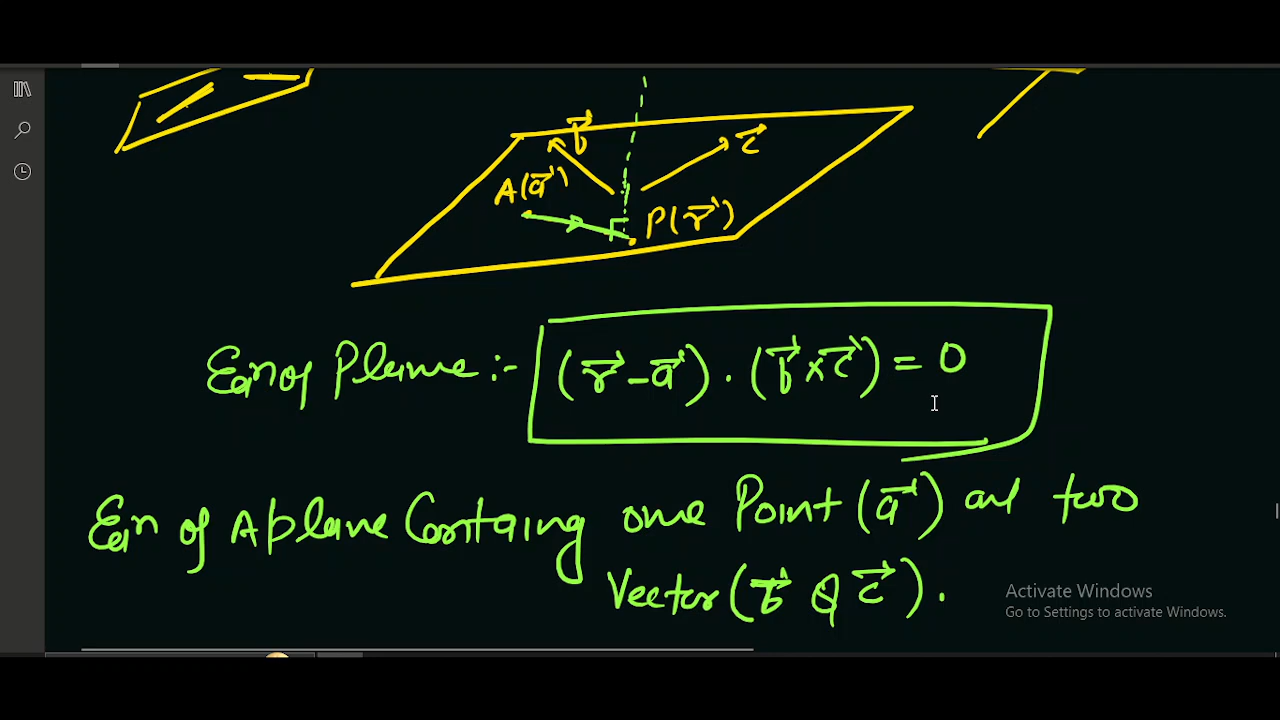 b⃗
c⃗
A(a⃗)
P(r⃗)
Eqn of Plane :- (r⃗ - a⃗) . (b⃗ x c⃗) = 0
Eqn of A plane Containg one Point (a⃗) and two
Vector (b⃗ & c⃗).
Activate Windows
Go to Settings to activate Windows.